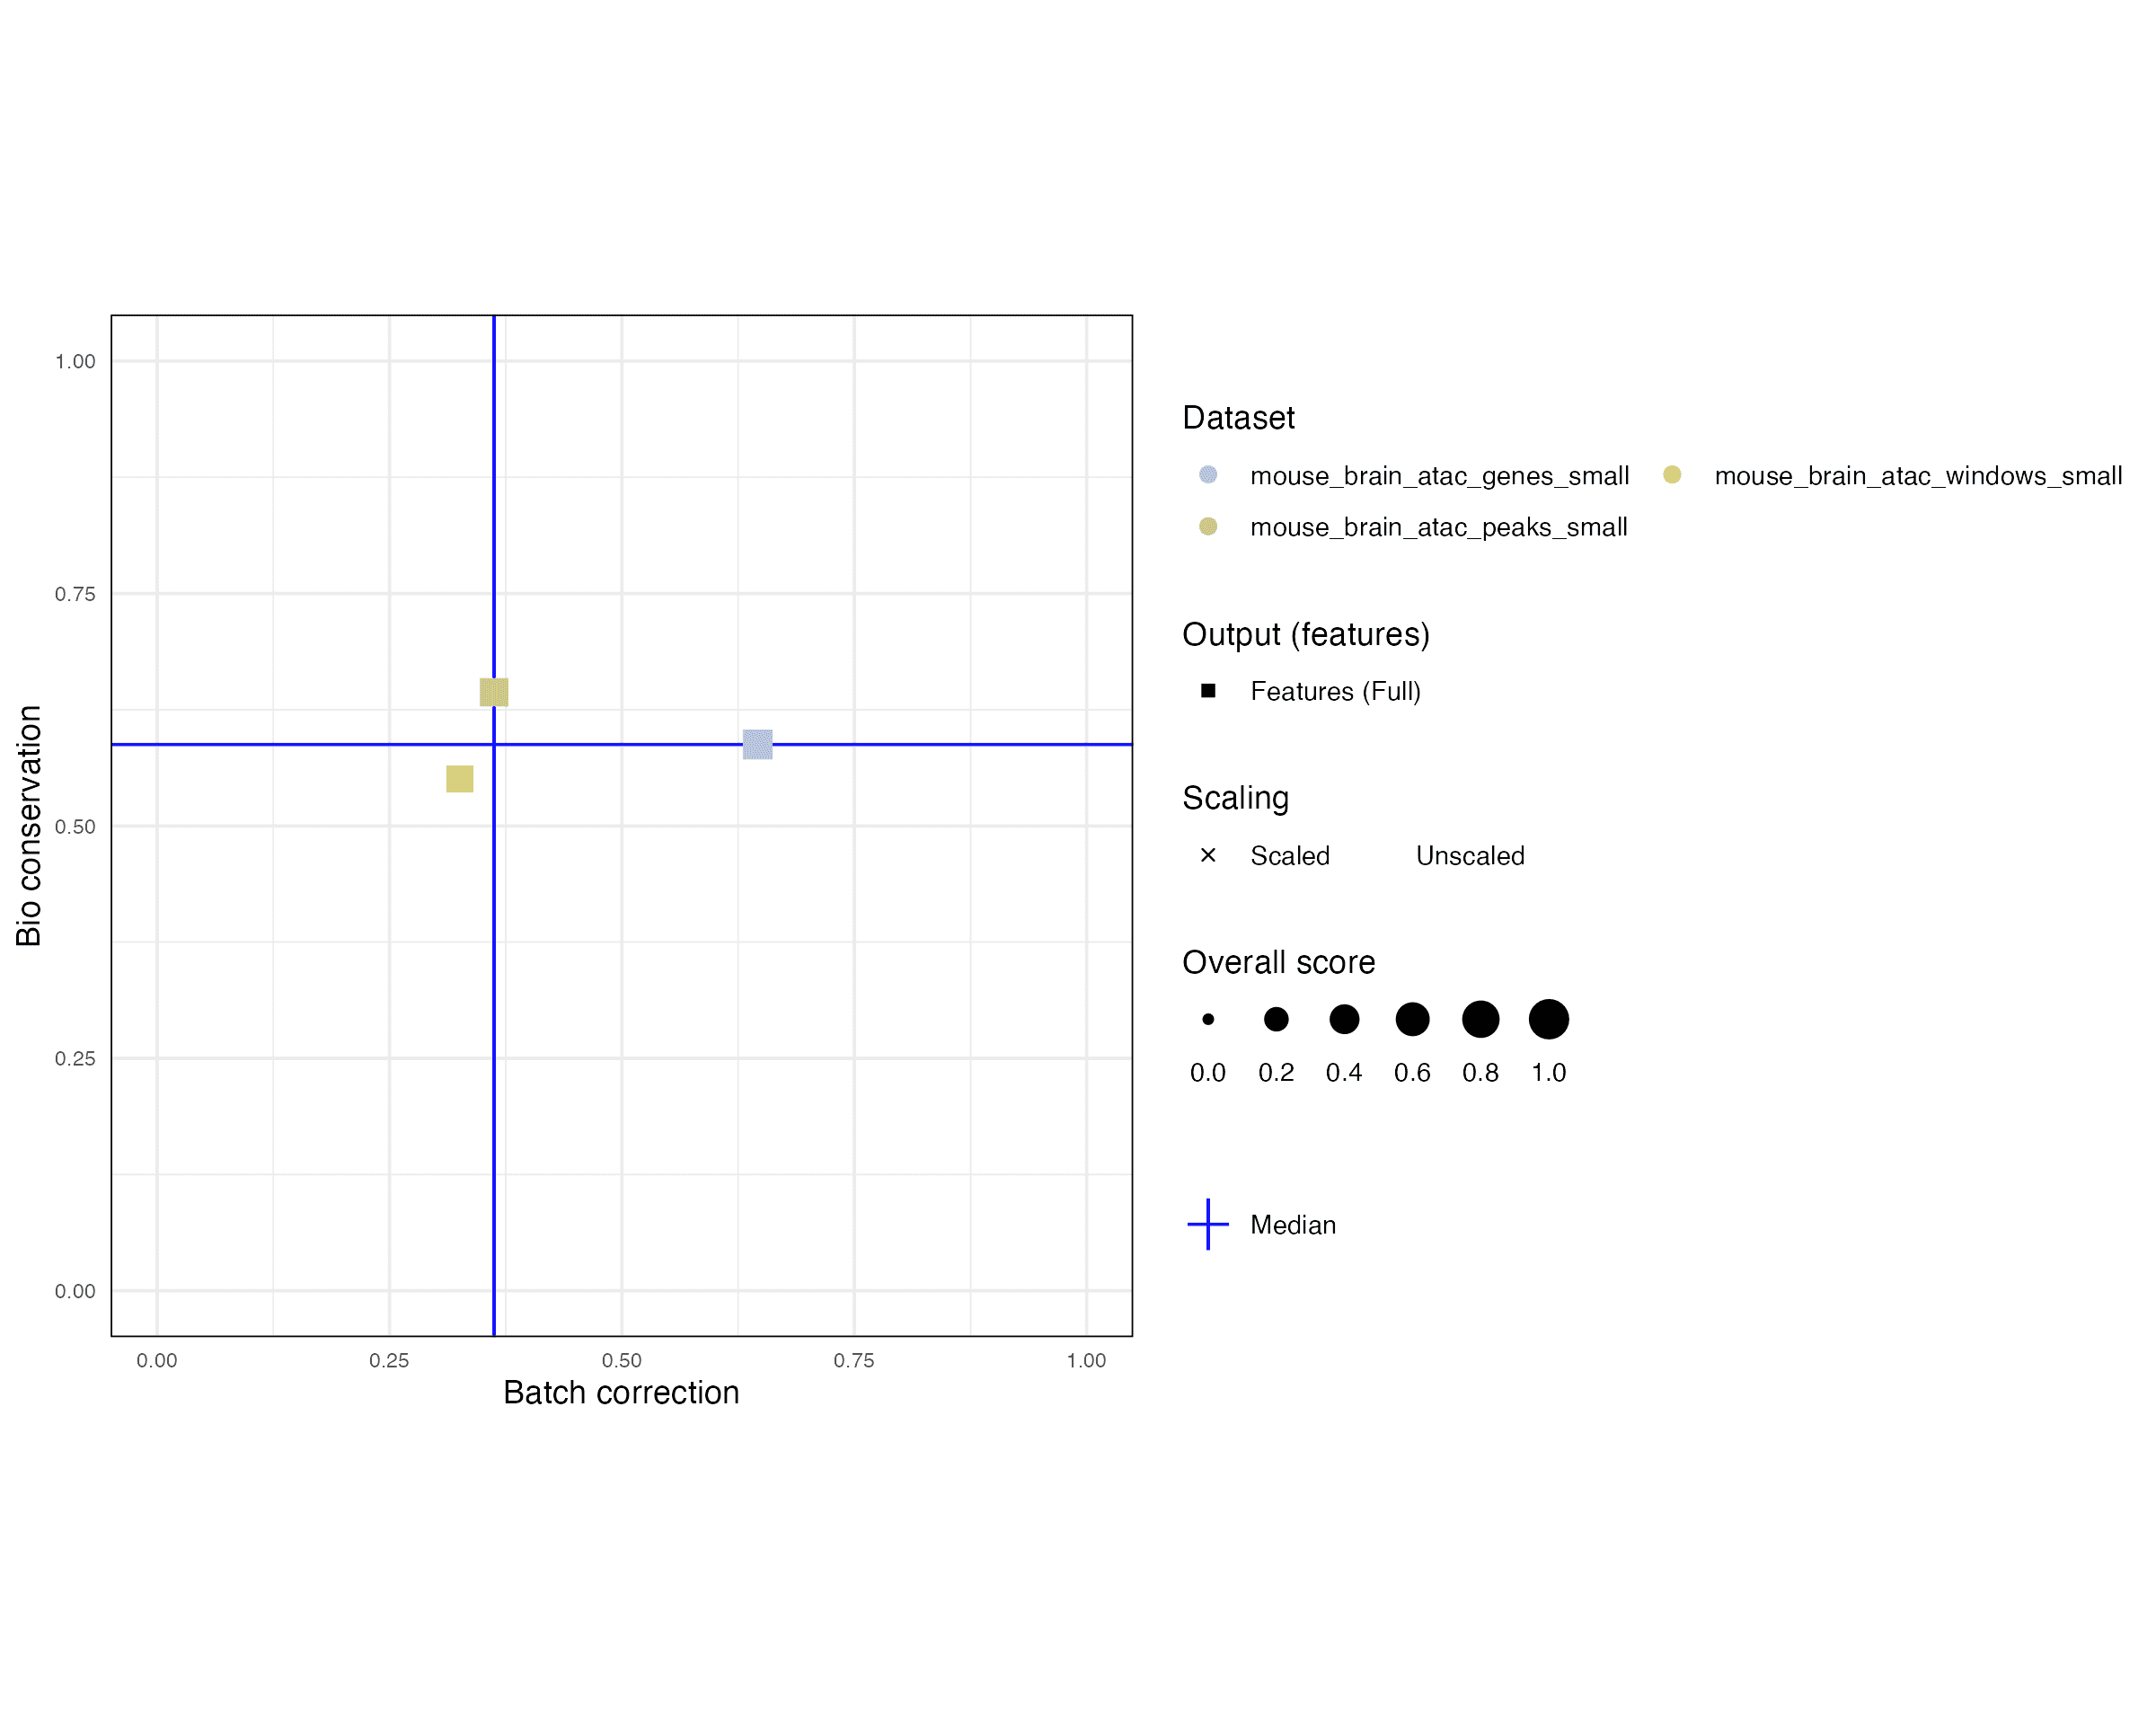 1.00
0.75
0.50
0.25
0.00
Bio conservation
0.00 0.25 0.50 0.75 1.00
Batch correction
Dataset
mouse_brain_atac_genes_small mouse_brain_atac_windows_small
mouse_brain_atac_peaks_small
Output (features)
Features (Full)
Scaling
Scaled Unscaled
Overall score
0.0 0.2 0.4 0.6 0.8 1.0
Median